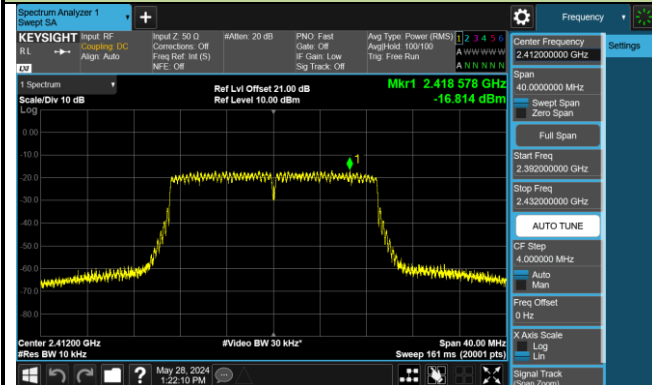 Spectrum Analyzer 1
Swept SA
Frequency
KEYSIGHT
RL
LXI
Input: RF
Coupling: DC
Align: Auto
Input Z: 50 Ω
Corrections: Off
Freq Ref: Int (S)
NFE: Off
#Atten: 20 dB
PNO: Fast
Gate: Off
IF Gain: Low
Sig Track: Off
Avg Type: Power (RMS)
Avg|Hold: 100/100
Trig: Free Run
1 2 3 4 5 6
A W W W W W
A N N N N N
1 Spectrum
Scale/Div 10 dB
Log
Ref Lvl Offset 21.00 dB
Ref Level 10.00 dBm
Mkr1 2.418 578 GHz
-16.814 dBm
0.00
-10.0
1
-20.0
-30.0
-40.0
-50.0
-60.0
-70.0
-80.0
Center 2.41200 GHz
#Res BW 10 kHz
#Video BW 30 kHz*
Span 40.00 MHz
Sweep 161 ms (20001 pts)
May 28, 2024
1:22:10 PM
Center Frequency
2.412000000 GHz
Settings
Span
40.0000000 MHz
Swept Span
Zero Span
Full Span
Start Freq
2.392000000 GHz
Stop Freq
2.432000000 GHz
AUTO TUNE
CF Step
4.000000 MHz
Auto
Man
Freq Offset
0 Hz
X Axis Scale
Log
Lin
Signal Track
(Span Zoom)